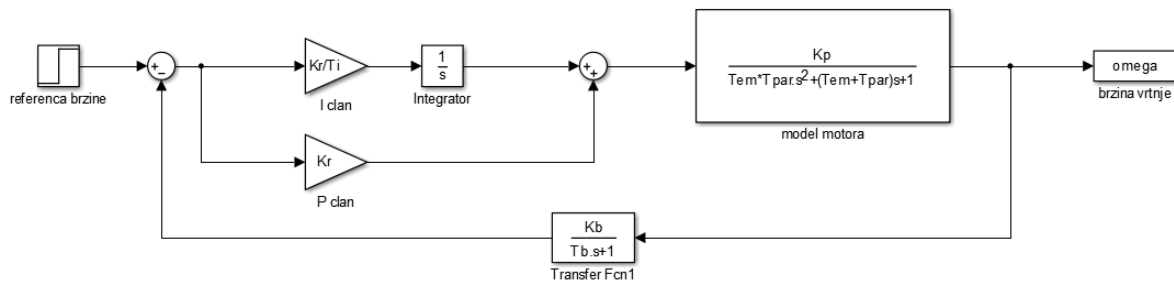 referenca brzine
+
−
Kr/Ti
I clan
1
s
Integrator
Kr
P clan
+
+
Kp
Tem*Tpar.s²+(Tem+Tpar)s+1
model motora
omega
brzina vrtnje
Kb
Tb.s+1
Transfer Fcn1